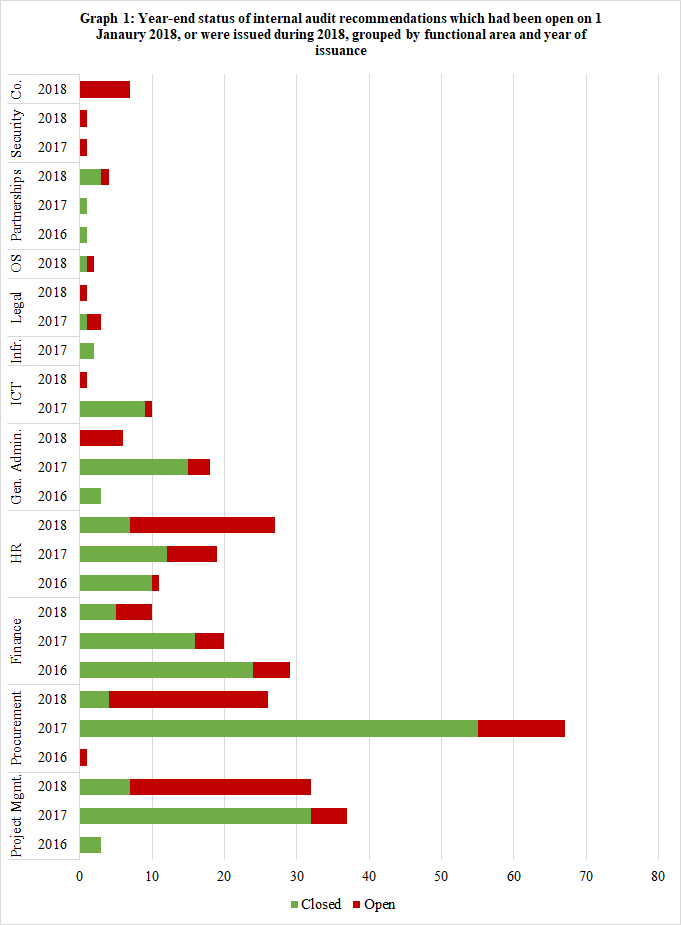 Graph 1: Year-end status of internal audit recommendations which had been open on 1
Janaury 2018, or were issued during 2018, grouped by functional area and year of
issuance
Co.
2018
Security
2018
2017
Partnerships
2018
2017
2016
OS
2018
Legal
2018
2017
Infr.
2017
ICT
2018
2017
Gen. Admin.
2018
2017
2016
HR
2018
2017
2016
Finance
2018
2017
2016
Procurement
2018
2017
2016
Project Mgmt.
2018
2017
2016
0 10 20 30 40 50 60 70 80
Closed Open